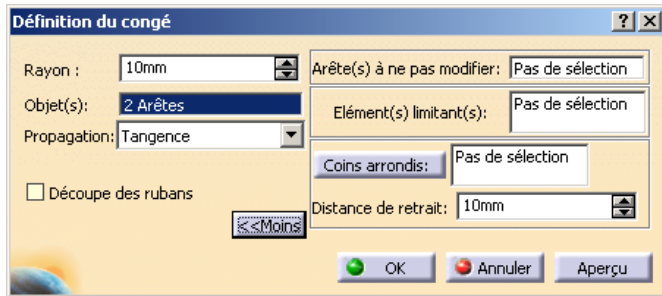 Définition du congé
? X
Rayon : 10mm
Objet(s): 2 Arêtes
Propagation: Tangence
Découpe des rubans
<<Moins
Arête(s) à ne pas modifier: Pas de sélection
Elément(s) limitant(s): Pas de sélection
Coins arrondis: Pas de sélection
Distance de retrait: 10mm
OK Annuler Aperçu